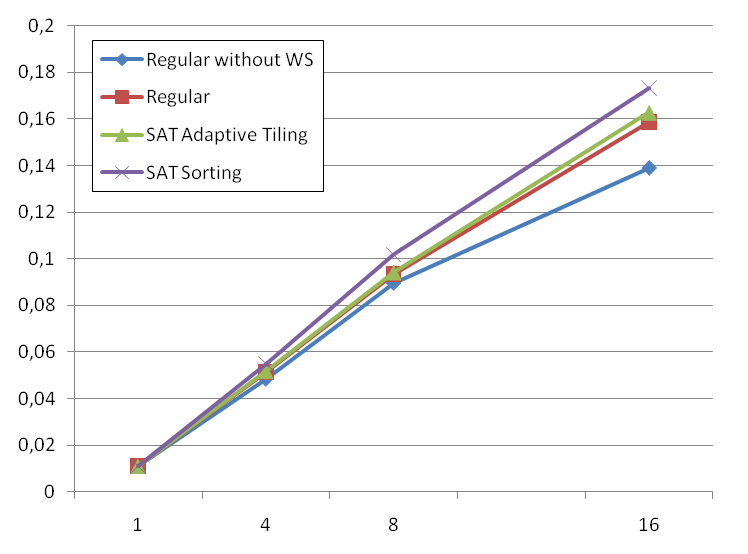 0,2
0,18
0,16
0,14
0,12
0,1
0,08
0,06
0,04
0,02
0
Regular without WS
Regular
SAT Adaptive Tiling
SAT Sorting
1 4 8 16